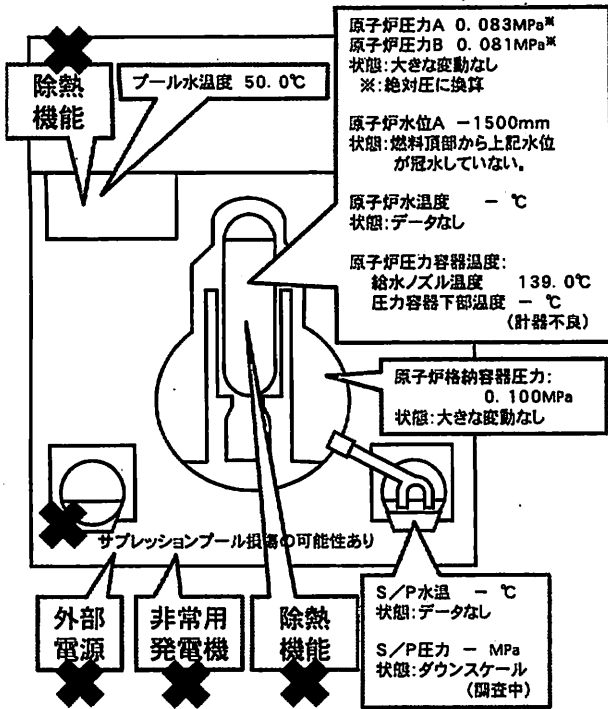 原子炉圧力A 0.083MPa※
原子炉圧力B 0.081MPa※
状態:大きな変動なし
※:絶対圧に換算
原子炉水位A －1500mm
状態:燃料頂部から上記水位
が冠水していない。
原子炉水温度 － ℃
状態:データなし
原子炉圧力容器温度:
給水ノズル温度 139.0℃
圧力容器下部温度 － ℃
(計器不良)
除熱
機能
プール水温度 50.0℃
原子炉格納容器圧力:
0.100MPa
状態:大きな変動なし
サプレッションプール損傷の可能性あり
外部
電源
非常用
発電機
除熱
機能
S/P水温 － ℃
状態:データなし
S/P圧力 － MPa
状態:ダウンスケール
(調査中)